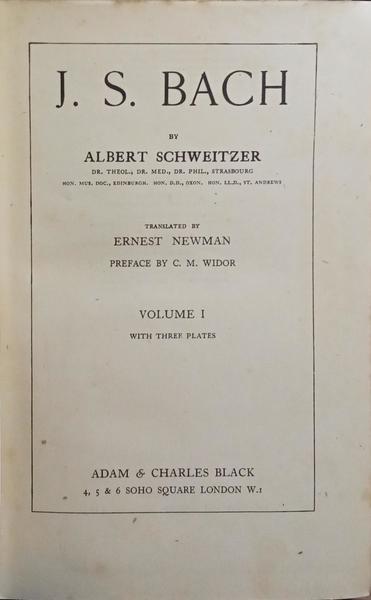 J. S. BACH
BY
ALBERT SCHWEITZER
DR. THEOL., DR. MED., DR. PHIL., STRASBOURG
HON. MUS. DOC., EDINBURGH. HON. D.D., OXON. HON. LL.D., ST. ANDREWS
TRANSLATED BY
ERNEST NEWMAN
PREFACE BY C. M. WIDOR
VOLUME I
WITH THREE PLATES
ADAM & CHARLES BLACK
4, 5 & 6 SOHO SQUARE LONDON W.1